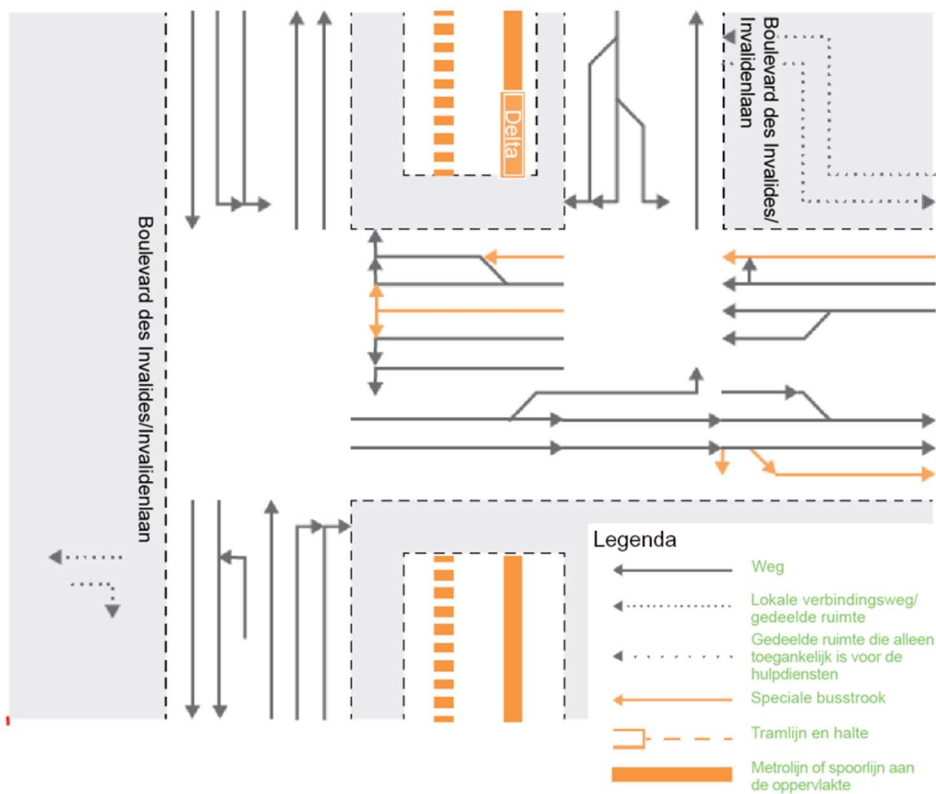 Boulevard des Invalides/
Invalidenlaan
Delta
Boulevard des Invalides/Invalidenlaan
Legenda
Weg
Lokale verbindingsweg/
gedeelde ruimte
Gedeelde ruimte die alleen
toegankelijk is voor de
hulpdiensten
Speciale busstrook
Tramlijn en halte
Metrolijn of spoorlijn aan
de oppervlakte